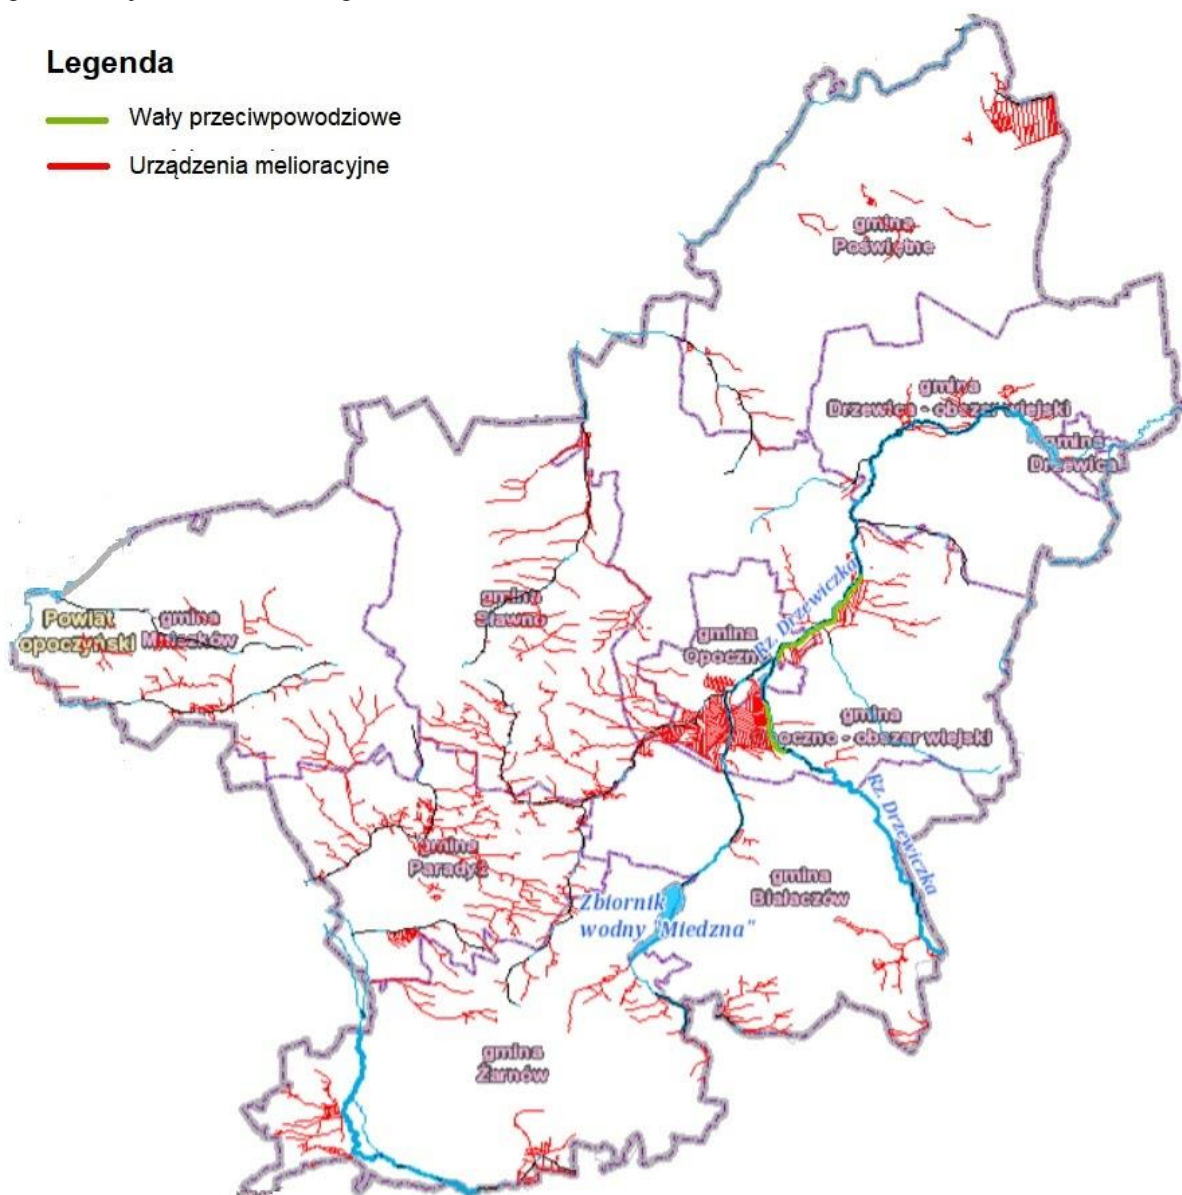 Legenda
Wały przeciwpowodziowe
Urządzenia melioracyjne
gmina
Poświętne
gmina
Drzewica - obszar wiejski
gmina
Drzewica
Rz. Drzewiczka
Powiat
opoczyński
gmina
Mniszków
gmina
Sławno
gmina
Opoczno
gmina
oczno - obszar wiejski
Rz. Drzewiczka
gmina
Paradyż
gmina
Białaczów
Zbiornik
wodny "Miedzna"
gmina
Żarnów